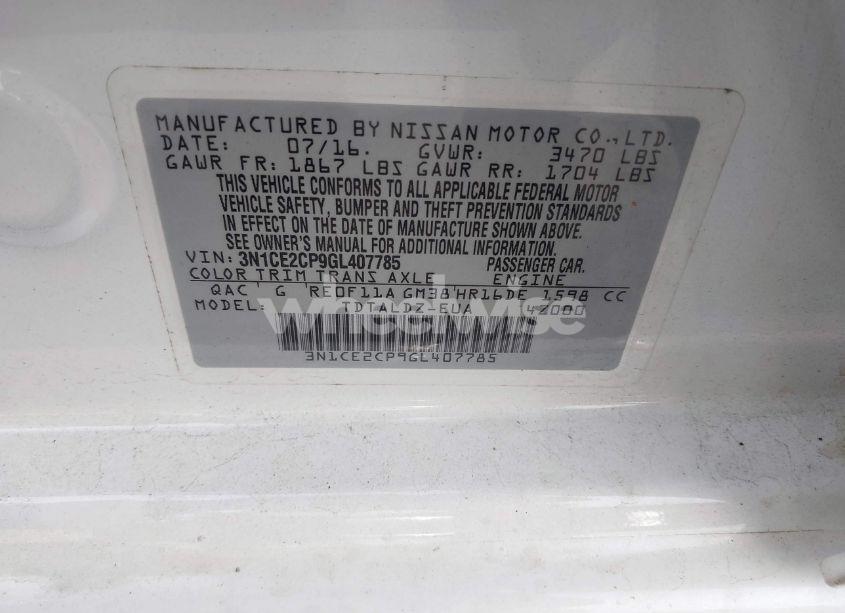 MANUFACTURED BY NISSAN MOTOR CO., LTD.
DATE: 07/16. GVWR: 3470 LBS
GAWR FR: 1867 LBS GAWR RR: 1704 LBS
THIS VEHICLE CONFORMS TO ALL APPLICABLE FEDERAL MOTOR
VEHICLE SAFETY, BUMPER AND THEFT PREVENTION STANDARDS
IN EFFECT ON THE DATE OF MANUFACTURE SHOWN ABOVE.
SEE OWNER'S MANUAL FOR ADDITIONAL INFORMATION.
VIN: 3N1CE2CP9GL407785 PASSENGER CAR.
COLOR TRIM TRANS AXLE ENGINE
QAC G RE0F11A GM38 HR16DE 1598 CC
MODEL: TDTALDZ-EUA 42000
wheelwise
3N1CE2CP9GL407785